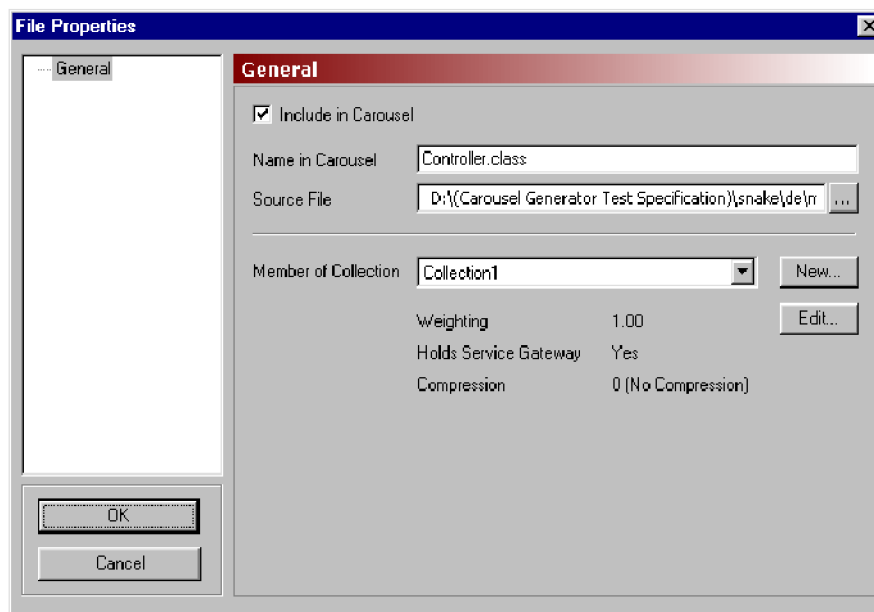 File Properties
General
General
Include in Carousel
Name in Carousel Controller.class
Source File D:\(Carousel Generator Test Specification)\snake\de\m ...
Member of Collection Collection1 New...
Weighting 1.00 Edit...
Holds Service Gateway Yes
Compression 0 (No Compression)
OK
Cancel